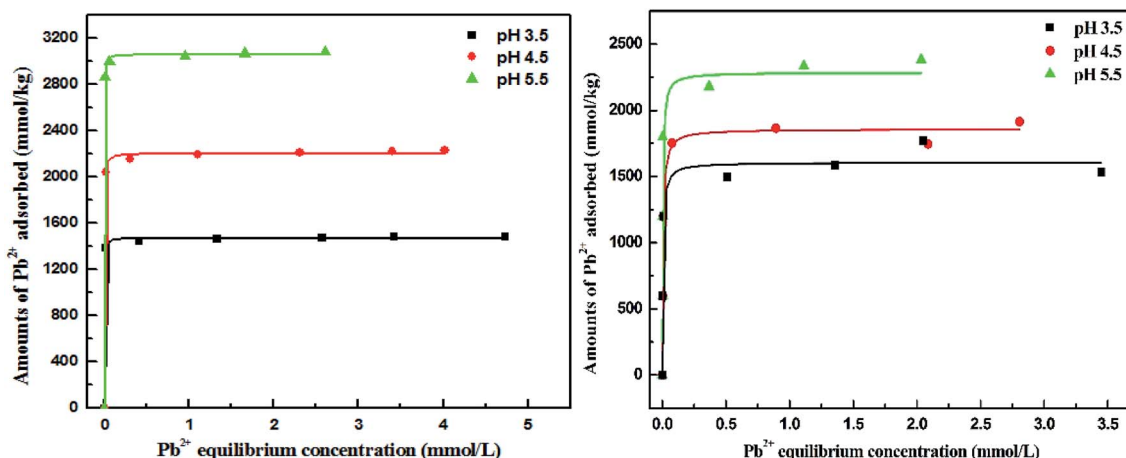 3200
2800
2400
2000
1600
1200
800
400
0
Amounts of Pb²⁺ adsorbed (mmol/kg)
pH 3.5
pH 4.5
pH 5.5
0 1 2 3 4 5
Pb²⁺ equilibrium concentration (mmol/L)
2500
2000
1500
1000
500
0
Amounts of Pb²⁺ adsorbed (mmol/kg)
pH 3.5
pH 4.5
pH 5.5
0.0 0.5 1.0 1.5 2.0 2.5 3.0 3.5
Pb²⁺ equilibrium concentration (mmol/L)